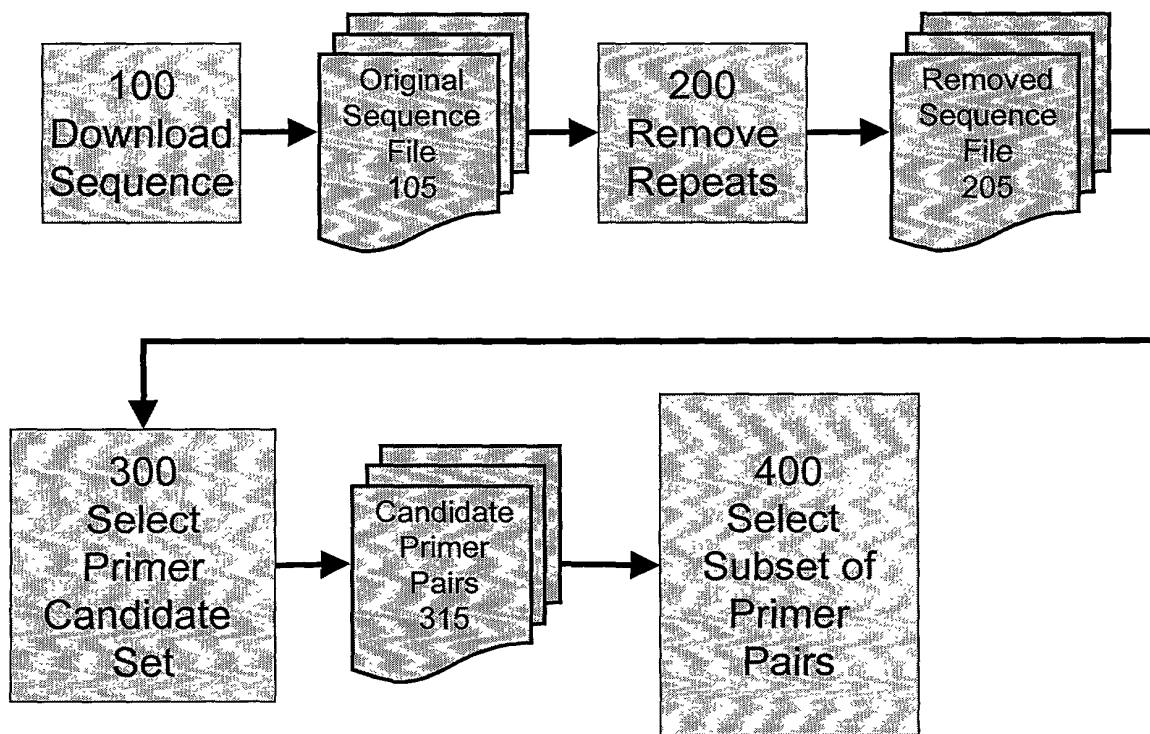 100
Download
Sequence
Original
Sequence
File
105
200
Remove
Repeats
Removed
Sequence
File
205
300
Select
Primer
Candidate
Set
Candidate
Primer
Pairs
315
400
Select
Subset of
Primer
Pairs